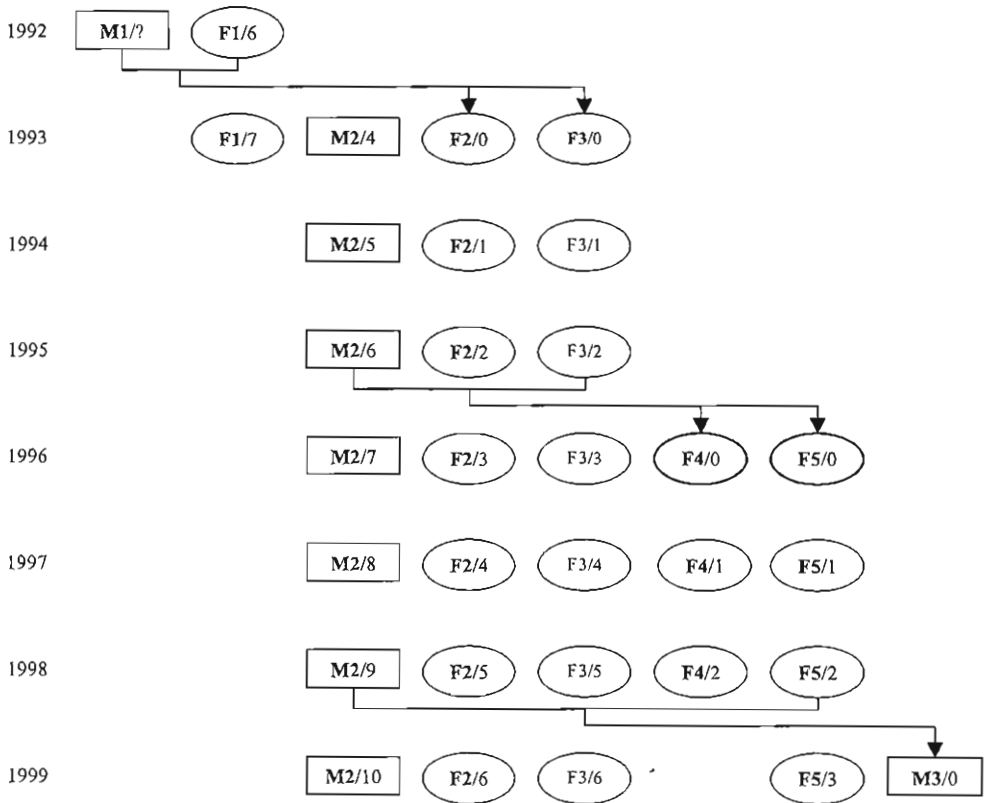 1992 M1/? F1/6
1993 F1/7 M2/4 F2/0 F3/0
1994 M2/5 F2/1 F3/1
1995 M2/6 F2/2 F3/2
1996 M2/7 F2/3 F3/3 F4/0 F5/0
1997 M2/8 F2/4 F3/4 F4/1 F5/1
1998 M2/9 F2/5 F3/5 F4/2 F5/2
1999 M2/10 F2/6 F3/6 F5/3 M3/0